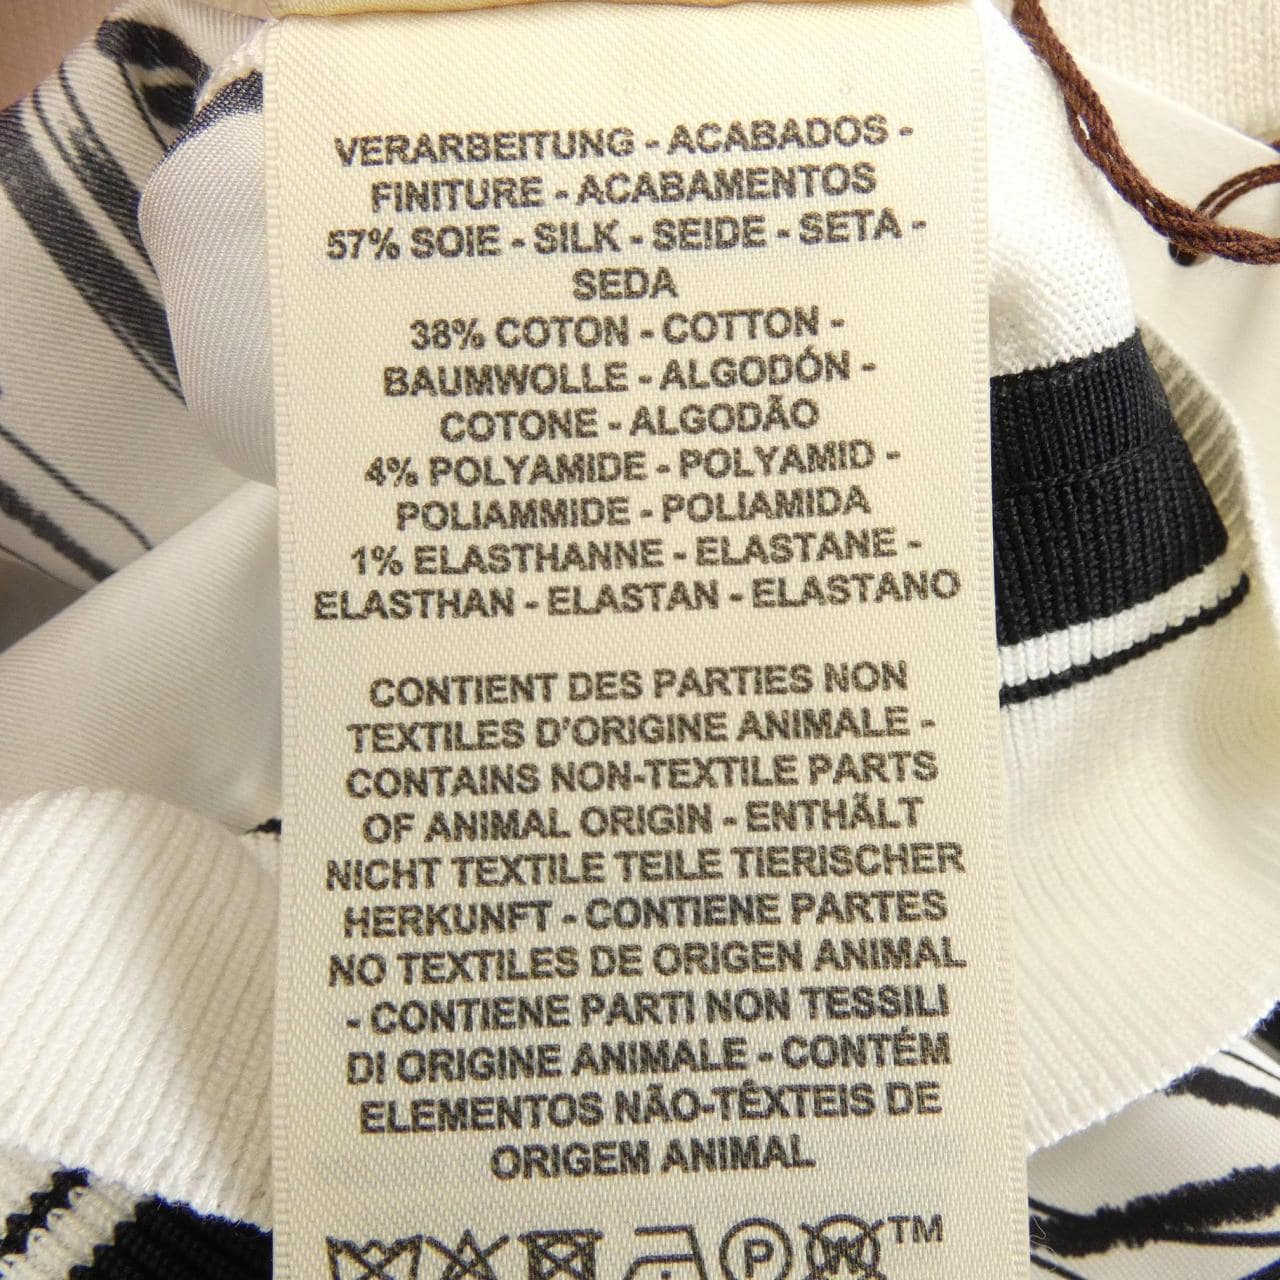 VERARBEITUNG - ACABADOS -
FINITURE - ACABAMENTOS
57% SOIE - SILK - SEIDE - SETA -
SEDA
38% COTON - COTTON -
BAUMWOLLE - ALGODÓN -
COTONE - ALGODÃO
4% POLYAMIDE - POLYAMID -
POLIAMMIDE - POLIAMIDA
1% ELASTHANNE - ELASTANE -
ELASTHAN - ELASTAN - ELASTANO
CONTIENT DES PARTIES NON
TEXTILES D'ORIGINE ANIMALE -
CONTAINS NON-TEXTILE PARTS
OF ANIMAL ORIGIN - ENTHÄLT
NICHT TEXTILE TEILE TIERISCHER
HERKUNFT - CONTIENE PARTES
NO TEXTILES DE ORIGEN ANIMAL
- CONTIENE PARTI NON TESSILI
DI ORIGINE ANIMALE - CONTÉM
ELEMENTOS NÃO-TÊXTEIS DE
ORIGEM ANIMAL
P W TM